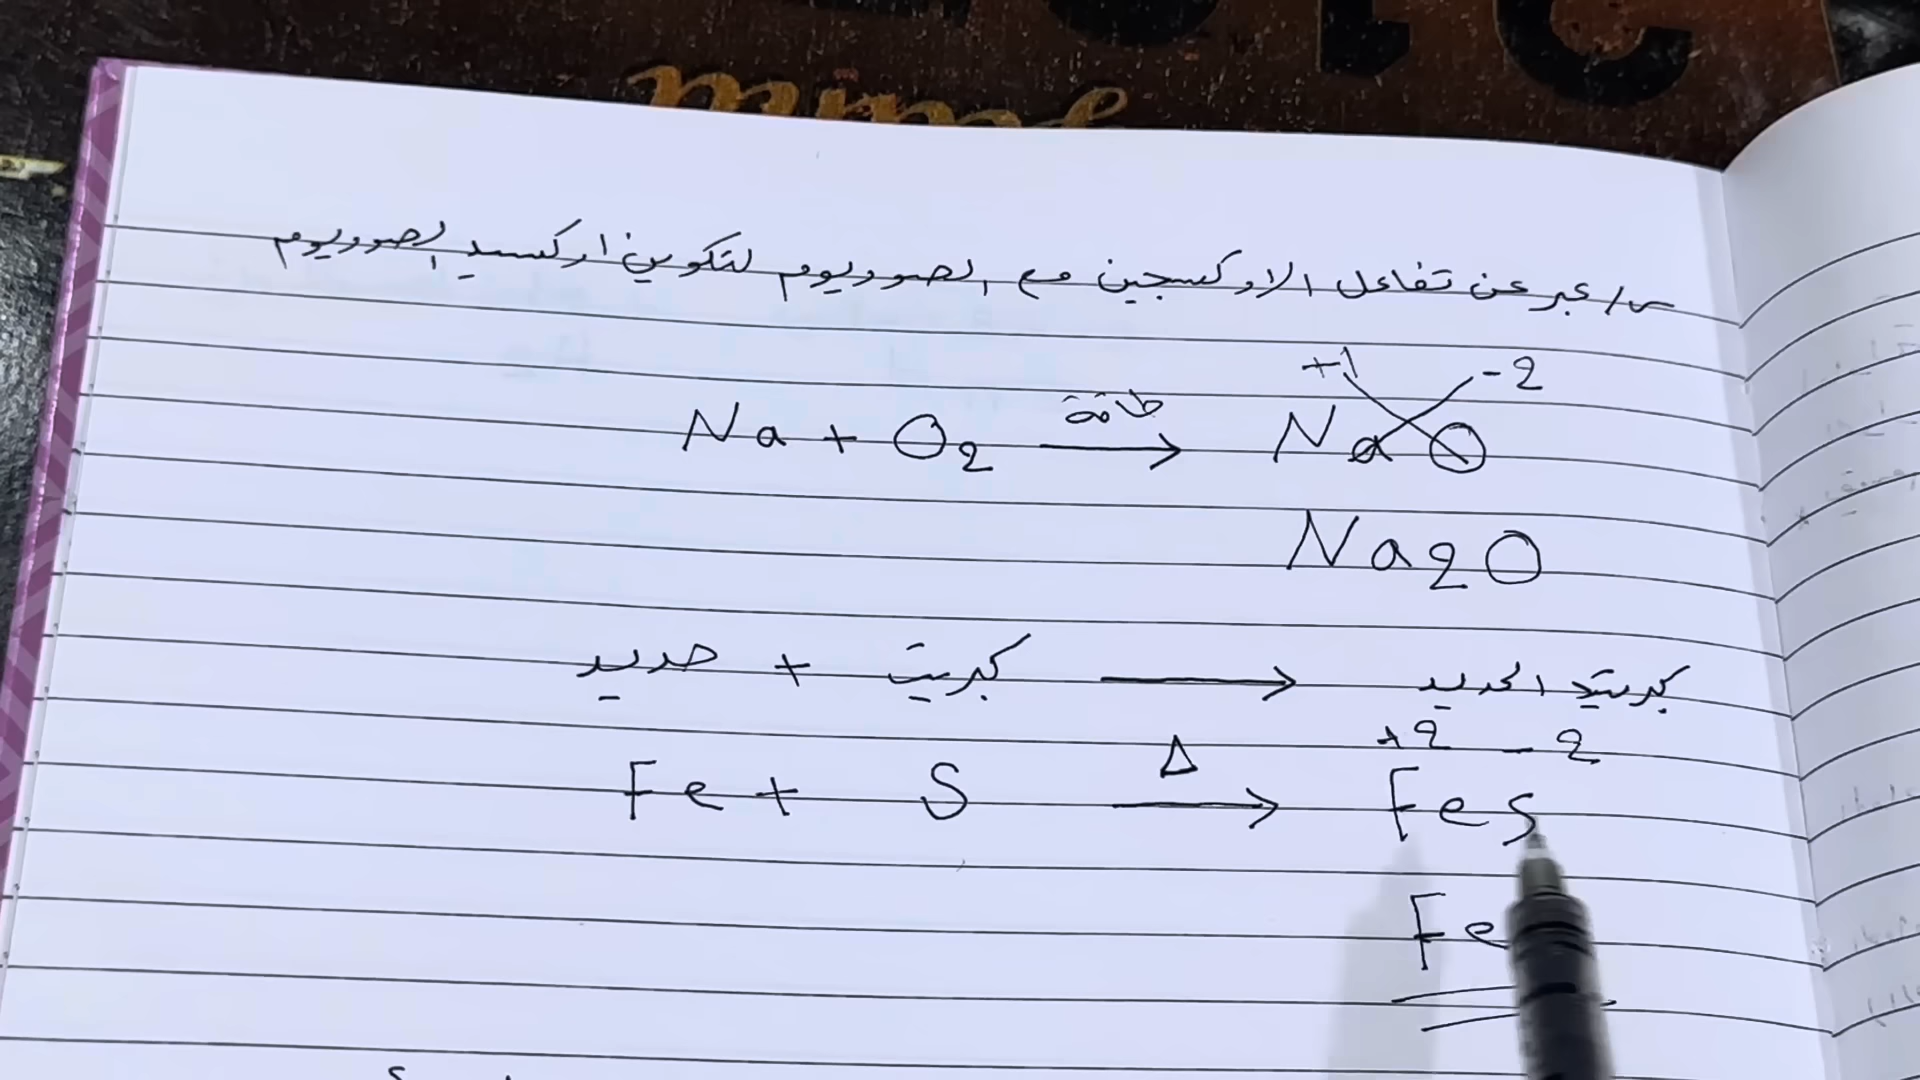 س/ عبر عن تفاعل الاوكسجين مع الصوديوم لتكوين اوكسيد الصوديوم
+1 -2
Na + O2 طاقة → Na O
Na2O
حديد + كبريت → كبريتيد الحديد
+2 -2
Fe + S Δ → FeS
Fe